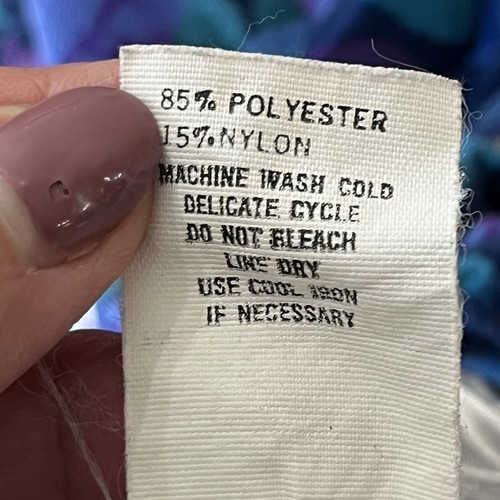 85% POLYESTER
15% NYLON
MACHINE WASH COLD
DELICATE CYCLE
DO NOT BLEACH
LINE DRY
USE COOL IRON
IF NECESSARY